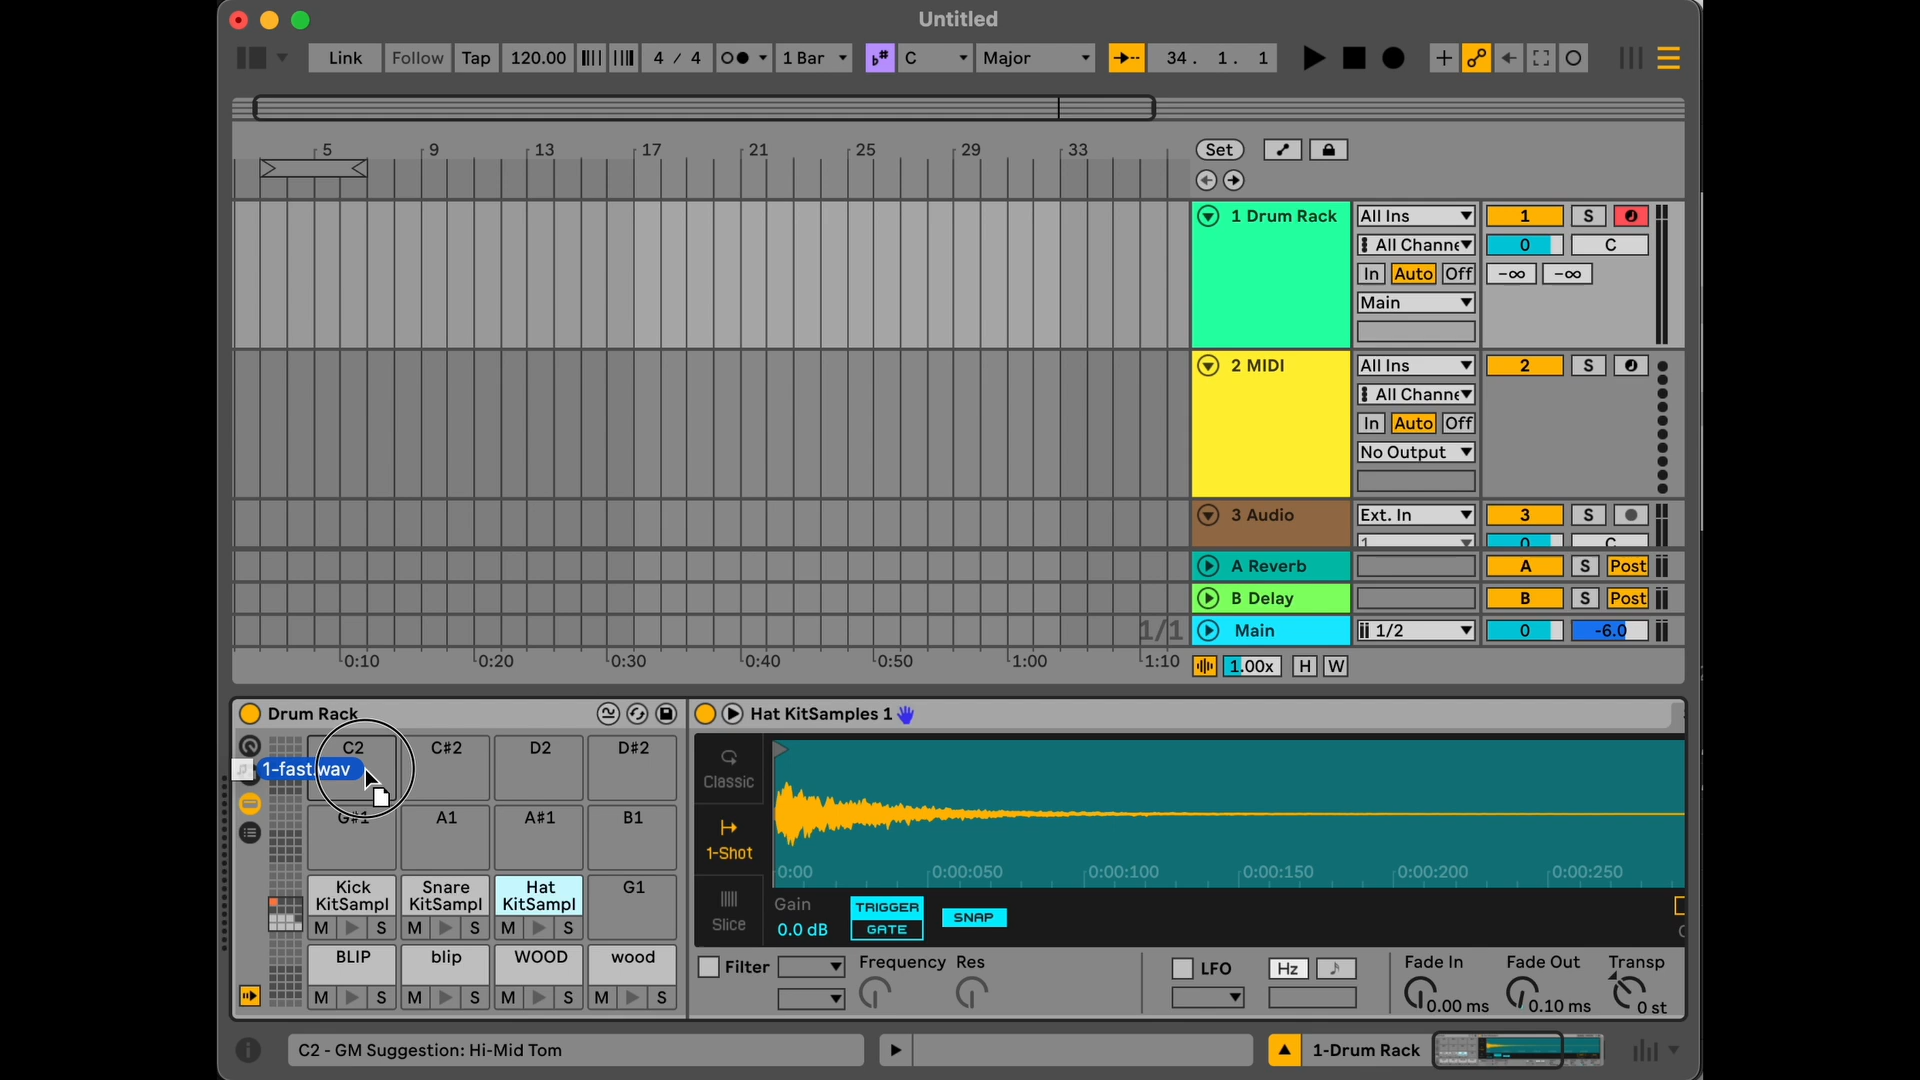 Untitled
Link Follow Tap 120.00 4 / 4 1 Bar C Major 34. 1. 1
5 9 13 17 21 25 29 33
Set
1 Drum Rack All Ins 1 S
All Channe 0 C
In Auto Off -∞ -∞
Main
2 MIDI All Ins 2 S
All Channe
In Auto Off
No Output
3 Audio Ext. In 3 S
1 0 C
A Reverb A S Post
B Delay B S Post
1/1 Main 1/2 0 -6.0
0:10 0:20 0:30 0:40 0:50 1:00 1:10 1.00x H W
Drum Rack
Hat KitSamples 1
C2 C#2 D2 D#2
1-fast.wav
G#1 A1 A#1 B1
Kick KitSampl
Snare KitSampl
Hat KitSampl
G1
M S M S M S
BLIP blip WOOD wood
M S M S M S M S
Classic
1-Shot
Slice
0:00 0:00:050 0:00:100 0:00:150 0:00:200 0:00:250
Gain
0.0 dB
TRIGGER
GATE
SNAP
Filter Frequency Res LFO Hz Fade In Fade Out Transp
0.00 ms 0.10 ms 0 st
C2 - GM Suggestion: Hi-Mid Tom
1-Drum Rack